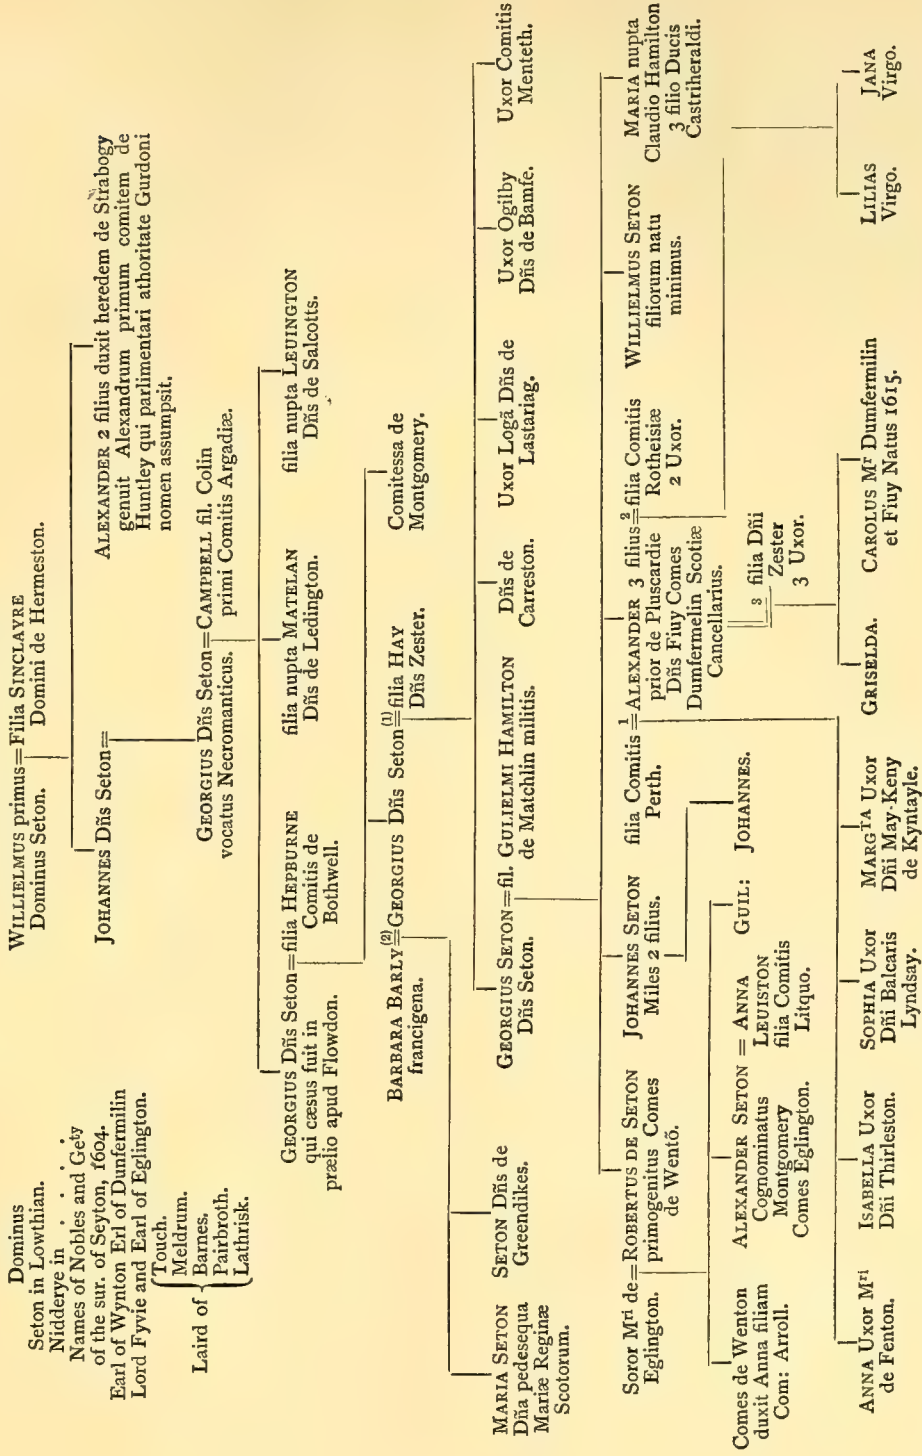 Dominus
Seton in Lowthian.
Nidderye in . . .
Names of Nobles and Gety
of the sur. of Seyton, 1604.
Earl of Wynton Erl of Dunfermilin
Lord Fyvie and Earl of Eglington.
Laird of { Touch.
Meldrum.
Barnes.
Pairbroth.
Lathrisk.
WILLIELMUS primus=Filia SINCLAYRE
Dominus Seton. Domini de Hermeston.
JOHANNES Dñs Seton=
ALEXANDER 2 filius duxit heredem de Strabogy
genuit Alexandrum primum comitem de
Huntley qui parlimentari athoritate Gurdoni
nomen assumpsit.
GEORGIUS Dñs Seton=CAMPBELL fil. Colin
vocatus Necromanticus. primi Comitis Argadiæ.
GEORGIUS Dñs Seton=filia HEPBURNE
qui cæsus fuit in Comitis de
prælio apud Flowdon. Bothwell.
filia nupta MATELAN
Dñs de Ledington.
filia nupta LEUINGTON
Dñs de Salcotts.
BARBARA BARLY (2)=GEORGIUS Dñs Seton (1)=filia HAY
francigena. Dñs Zester.
Comitessa de
Montgomery.
MARIA SETON
Dña pedesequa
Mariæ Reginæ
Scotorum.
SETON Dñs de
Greendikes.
GEORGIUS SETON=fil. GULIELMI HAMILTON
Dñs Seton. de Matchlin militis.
Dñs de
Carreston.
Uxor Logã Dñs de
Lastariag.
Uxor Ogilby
Dñs de Bamfe.
Uxor Comitis
Menteth.
Soror Mri de=ROBERTUS DE SETON
Eglington. primogenitus Comes
de Wentõ.
JOHANNES SETON
Miles 2 filius.
filia Comitis 1=ALEXANDER 3 filius 2=filia Comitis
Perth. prior de Pluscardie Rotheisiæ
Dñs Fiuy Comes 2 Uxor.
Dumfermelin Scotiæ
Cancellarius.
WILLIELMUS SETON
filiorum natu
minimus.
MARIA nupta
Claudio Hamilton
3 filio Ducis
Castriheraldi.
3 filia Dñi
Zester
3 Uxor.
Comes de Wenton
duxit Anna filiam
Com: Arroll.
ALEXANDER SETON = ANNA
Cognominatus LEUISTON
Montgomery filia Comitis
Comes Eglington. Litquo.
GUIL:
JOHANNES.
ANNA Uxor Mri
de Fenton.
ISABELLA Uxor
Dñi Thirleston.
SOPHIA Uxor
Dñi Balcaris
Lyndsay.
MARGTA Uxor
Dñi May-Keny
de Kyntayle.
GRISELDA.
CAROLUS Mr Dumfermilin
et Fiuy Natus 1615.
LILIAS
Virgo.
JANA
Virgo.